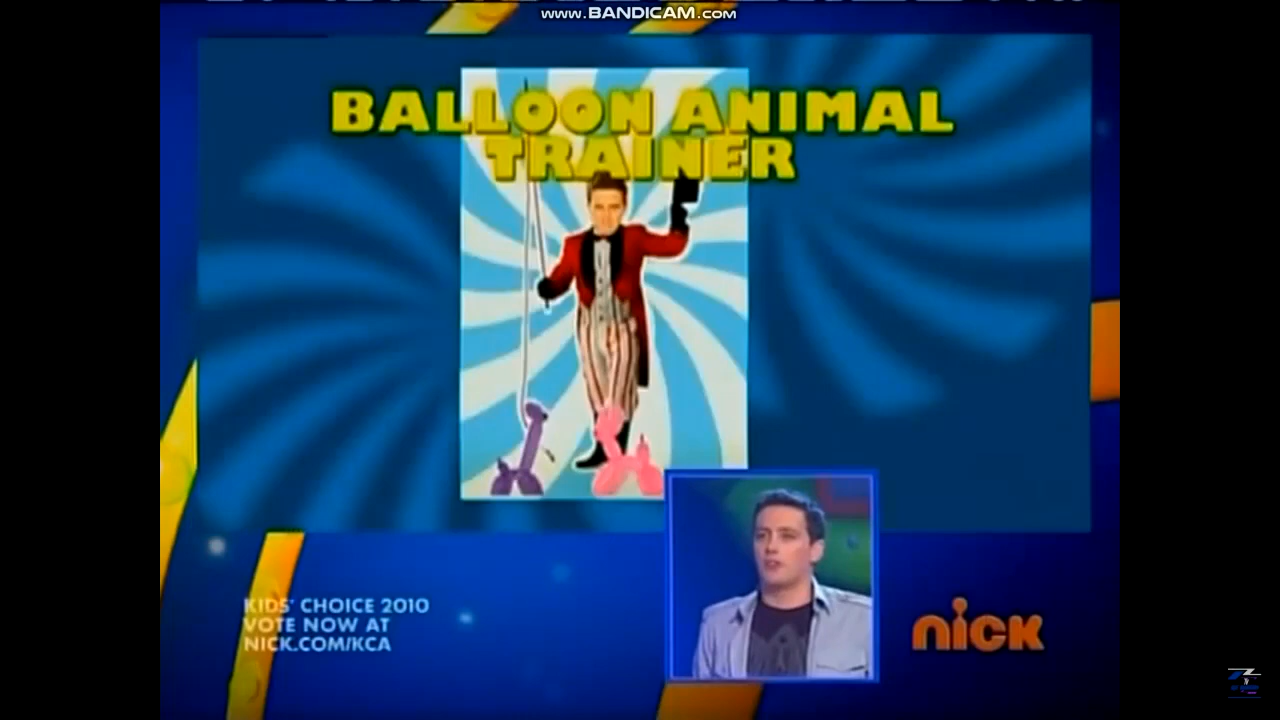 www.BANDICAM.com
BALLOON ANIMAL
TRAINER
KIDS' CHOICE 2010
VOTE NOW AT
NICK.COM/KCA
nick